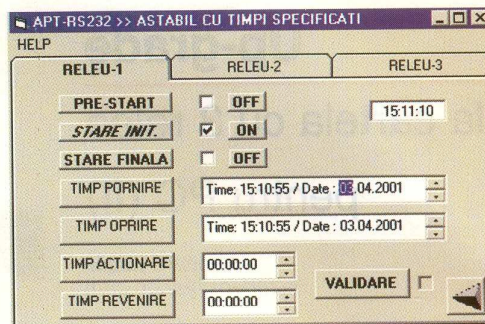 APT-RS232 >> ASTABIL CU TIMPI SPECIFICATI
HELP
RELEU-1 RELEU-2 RELEU-3
PRE-START OFF 15:11:10
STARE INIT. ON
STARE FINALA OFF
TIMP PORNIRE Time: 15:10:55 / Date : 03.04.2001
TIMP OPRIRE Time: 15:10:55 / Date : 03.04.2001
TIMP ACTIONARE 00:00:00
VALIDARE
TIMP REVENIRE 00:00:00